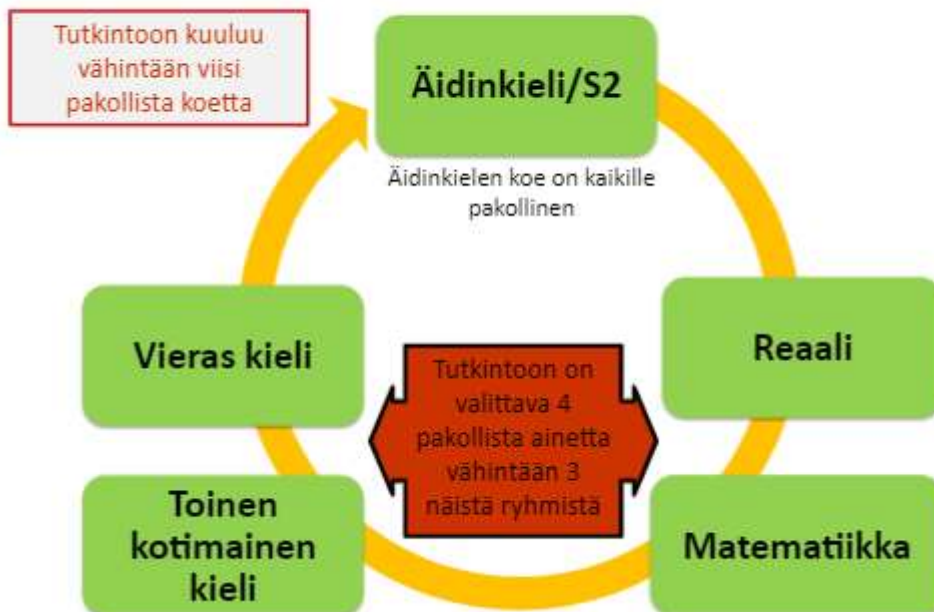 Tutkintoon kuuluu
vähintään viisi
pakollista koetta
Äidinkieli/S2
Äidinkielen koe on kaikille
pakollinen
Vieras kieli
Tutkintoon on
valittava 4
pakollista ainetta
vähintään 3
näistä ryhmistä
Reaali
Toinen
kotimainen
kieli
Matematiikka